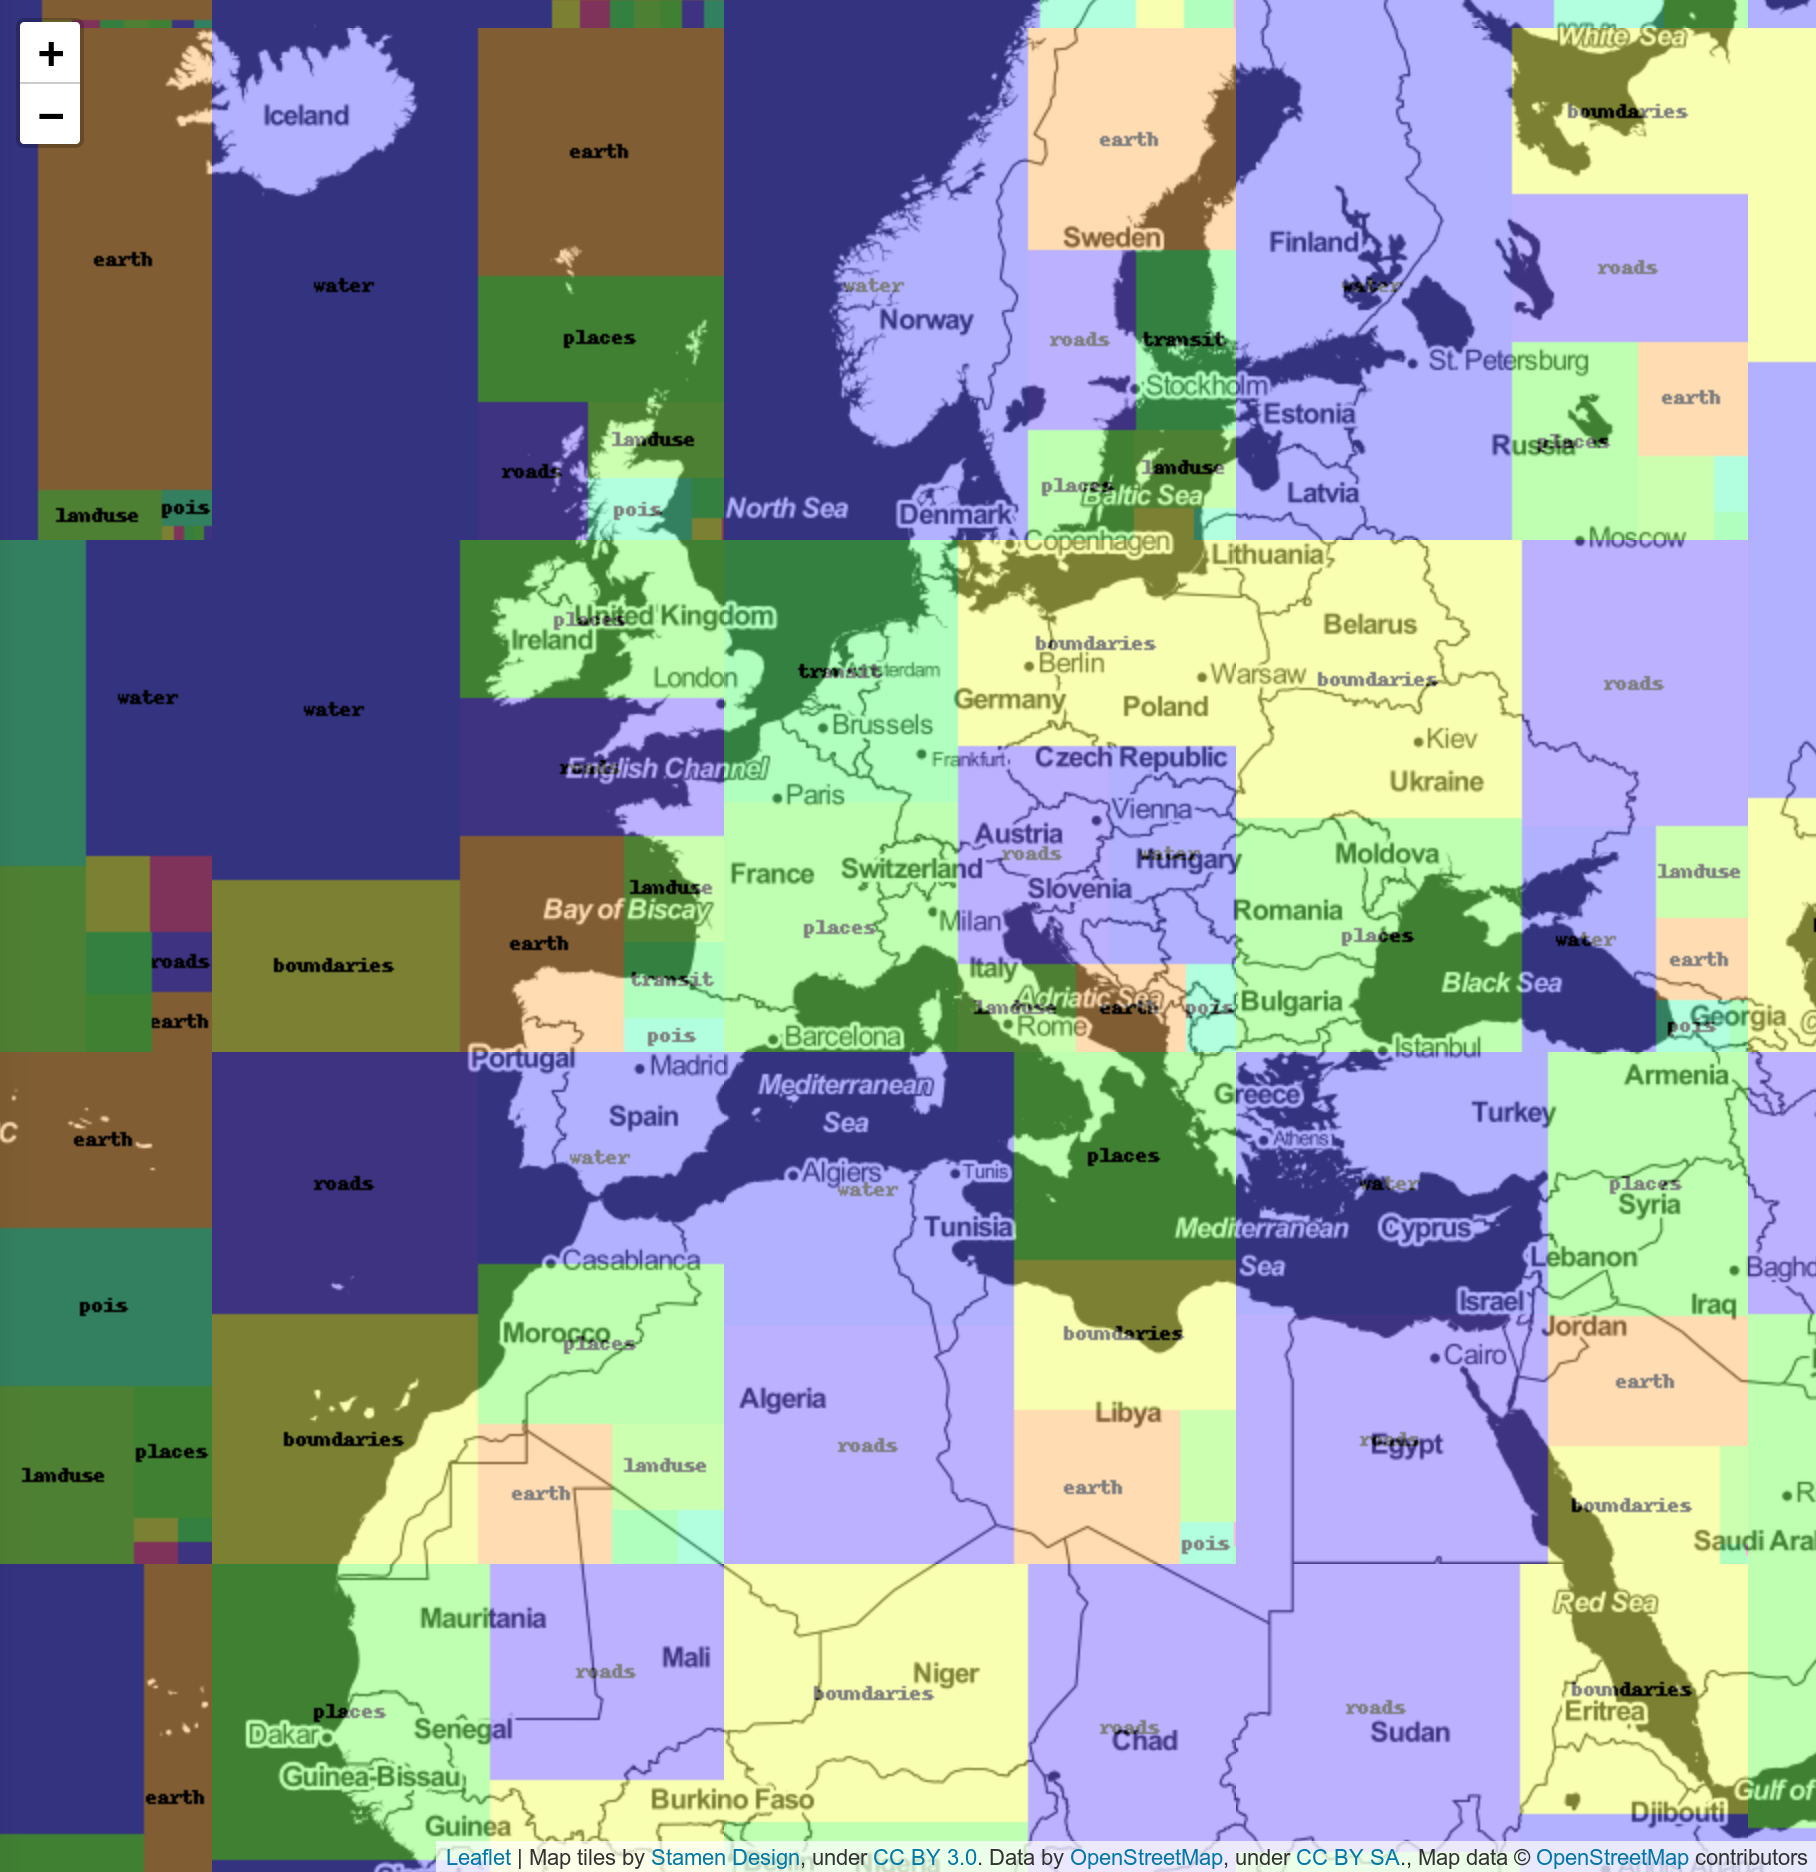 +
−
White Sea
Iceland
boundaries
earth
earth
Sweden
Finland
earth
water
water
water
roads
Norway
places
roads
transit
St. Petersburg
Stockholm
earth
Estonia
landuse
Russia
places
roads
landuse
places
Latvia
Baltic Sea
landuse
pois
pois
North Sea
Denmark
Moscow
Copenhagen
Lithuania
places
United Kingdom
Belarus
Ireland
boundaries
transit
Amsterdam
Berlin
London
Warsaw
boundaries
roads
water
water
Germany
Poland
Brussels
Kiev
Frankfurt
Czech Republic
roads
English Channel
Ukraine
Paris
Vienna
Austria
roads
water
Hungary
Moldova
France
Switzerland
landuse
landuse
Slovenia
Bay of Biscay
Milan
Romania
places
places
earth
water
roads
boundaries
Italy
earth
transit
Black Sea
Adriatic Sea
landuse
earth
pois
Bulgaria
earth
pois
Rome
Georgia
pois
Barcelona
Istanbul
Portugal
Madrid
Mediterranean
Sea
Greece
Armenia
Spain
Turkey
C
earth
Athens
water
places
Algiers
water
Tunis
roads
water
places
Syria
Tunisia
Mediterranean
Sea
Cyprus
Casablanca
Lebanon
Baghd
pois
Israel
Iraq
Morocco
places
boundaries
Jordan
Cairo
earth
Algeria
Libya
boundaries
places
roads
roads
Egypt
landuse
landuse
earth
earth
boundaries
R
pois
Saudi Ara
Red Sea
Mauritania
Mali
roads
Niger
boundaries
boundaries
places
roads
Eritrea
Dakar
Senegal
roads
Chad
Sudan
Guinea-Bissau
earth
Burkino Faso
Gulf of
Djibouti
Guinea
Leaflet | Map tiles by Stamen Design, under CC BY 3.0. Data by OpenStreetMap, under CC BY SA., Map data © OpenStreetMap contributors